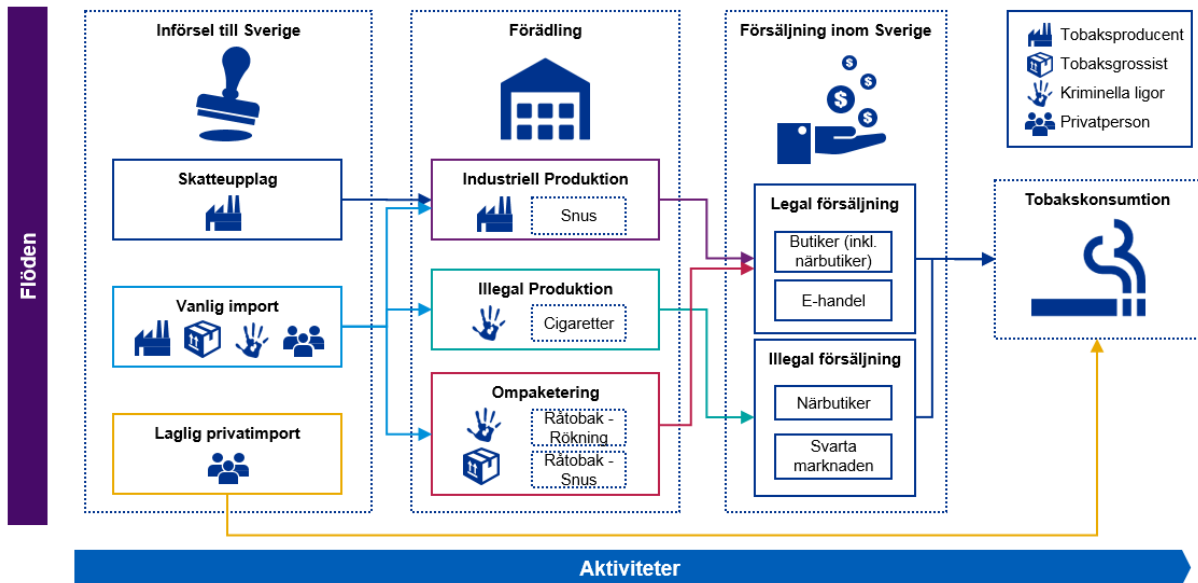 Flöden
Införsel till Sverige
Skatteupplag
Vanlig import
Laglig privatimport
Förädling
Industriell Produktion
Snus
Illegal Produktion
Cigaretter
Ompaketering
Råtobak -
Rökning
Råtobak -
Snus
Försäljning inom Sverige
$
$
$
$
Legal försäljning
Butiker (inkl.
närbutiker)
E-handel
Illegal försäljning
Närbutiker
Svarta
marknaden
Tobaksproducent
Tobaksgrossist
Kriminella ligor
Privatperson
Tobakskonsumtion
Aktiviteter